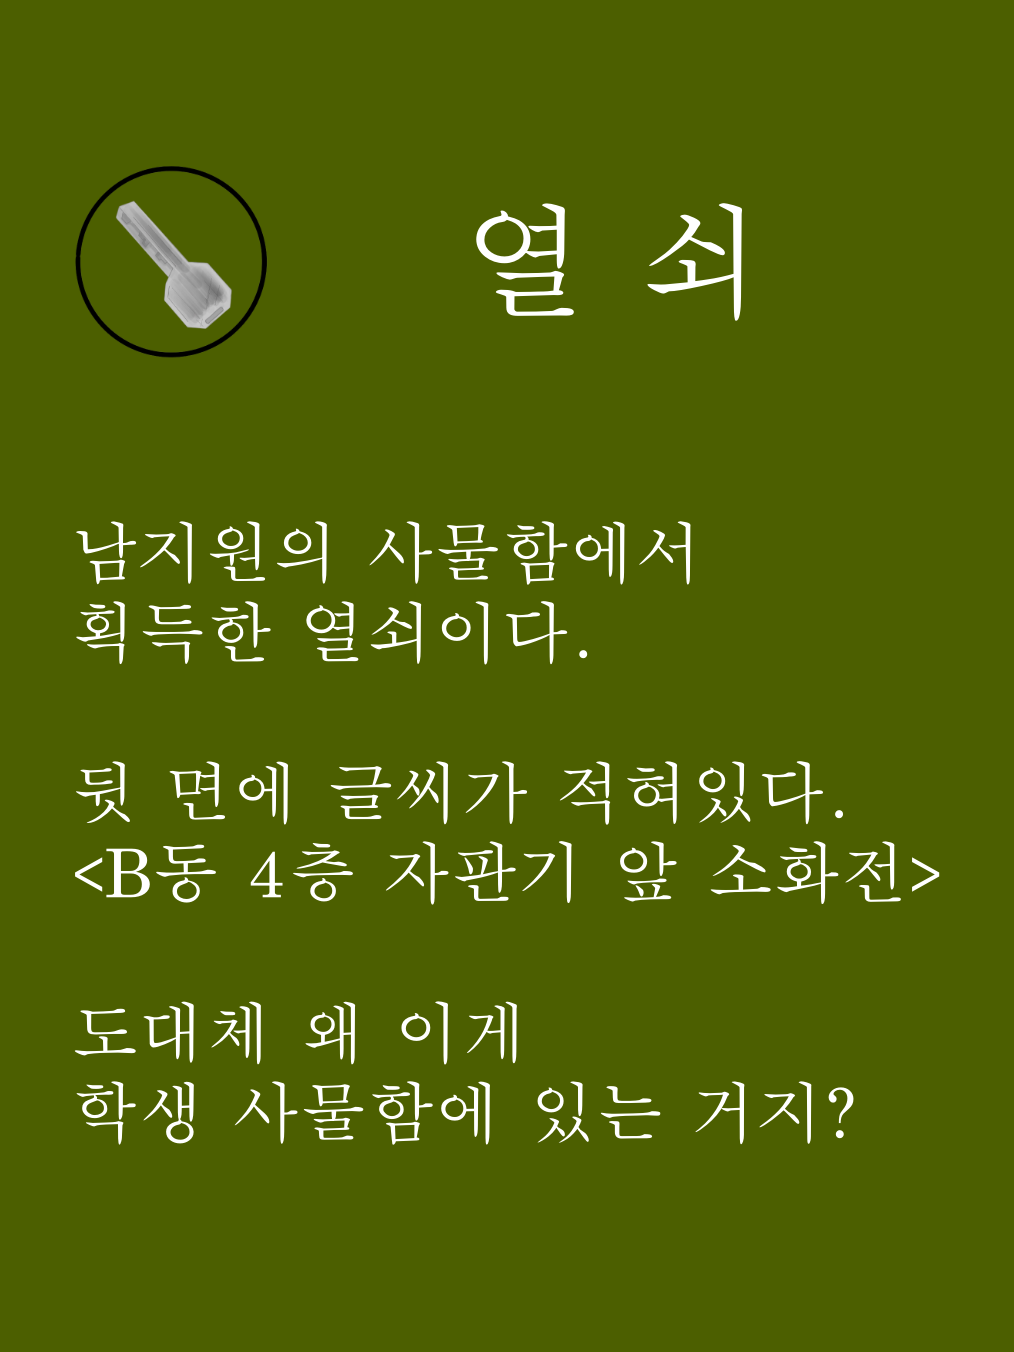 열 쇠
남지원의 사물함에서
획득한 열쇠이다.
뒷 면에 글씨가 적혀있다.
<B동 4층 자판기 앞 소화전>
도대체 왜 이게
학생 사물함에 있는 거지?